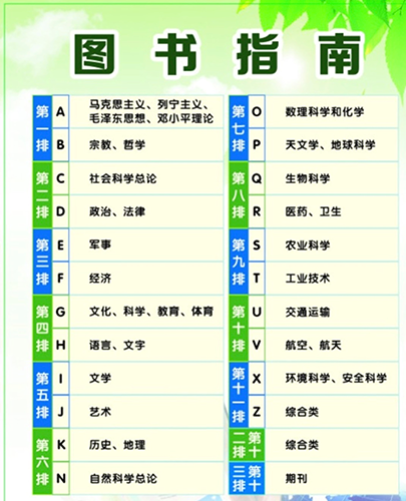 图书指南
第一排
A 马克思主义、列宁主义、
毛泽东思想、邓小平理论
B 宗教、哲学
第二排
C 社会科学总论
D 政治、法律
第三排
E 军事
F 经济
第四排
G 文化、科学、教育、体育
H 语言、文字
第五排
I 文学
J 艺术
第六排
K 历史、地理
N 自然科学总论
第七排
O 数理科学和化学
P 天文学、地球科学
第八排
Q 生物科学
R 医药、卫生
第九排
S 农业科学
T 工业技术
第十排
U 交通运输
V 航空、航天
第十一排
X 环境科学、安全科学
Z 综合类
第十二排
综合类
第十三排
期刊